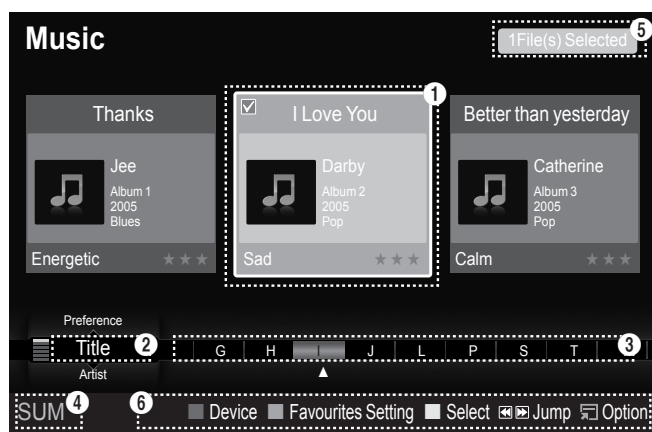 Music
1File(s) Selected
5
1
Thanks
Jee
Album 1
2005
Blues
Energetic
I Love You
Darby
Album 2
2005
Pop
Sad
Better than yesterday
Catherine
Album 3
2005
Pop
Calm
Preference
Title
2
G H I J L P S T
3
Artist
SUM
4
6
Device Favourites Setting Select Jump Option